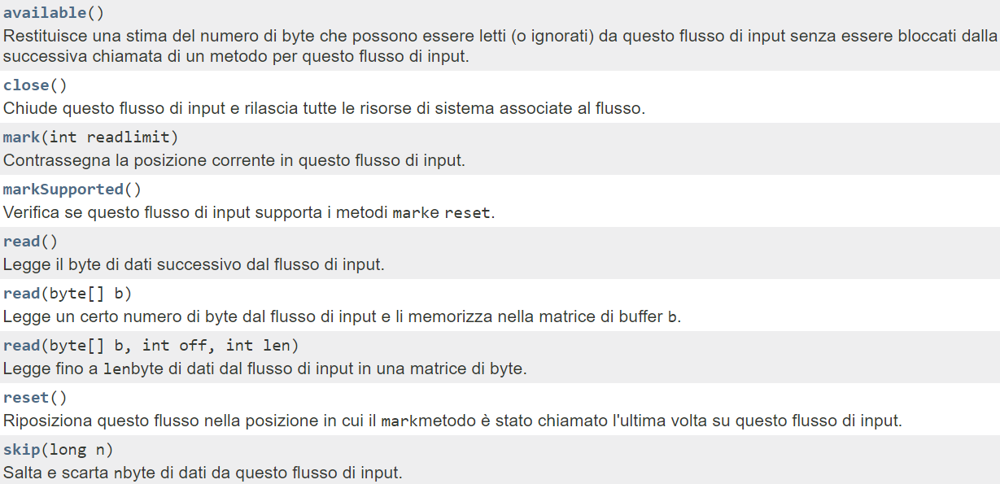 available()
Restituisce una stima del numero di byte che possono essere letti (o ignorati) da questo flusso di input senza essere bloccati dalla
successiva chiamata di un metodo per questo flusso di input.
close()
Chiude questo flusso di input e rilascia tutte le risorse di sistema associate al flusso.
mark(int readlimit)
Contrassegna la posizione corrente in questo flusso di input.
markSupported()
Verifica se questo flusso di input supporta i metodi marke reset.
read()
Legge il byte di dati successivo dal flusso di input.
read(byte[] b)
Legge un certo numero di byte dal flusso di input e li memorizza nella matrice di buffer b.
read(byte[] b, int off, int len)
Legge fino a lenbyte di dati dal flusso di input in una matrice di byte.
reset()
Riposiziona questo flusso nella posizione in cui il markmetodo è stato chiamato l'ultima volta su questo flusso di input.
skip(long n)
Salta e scarta nbyte di dati da questo flusso di input.